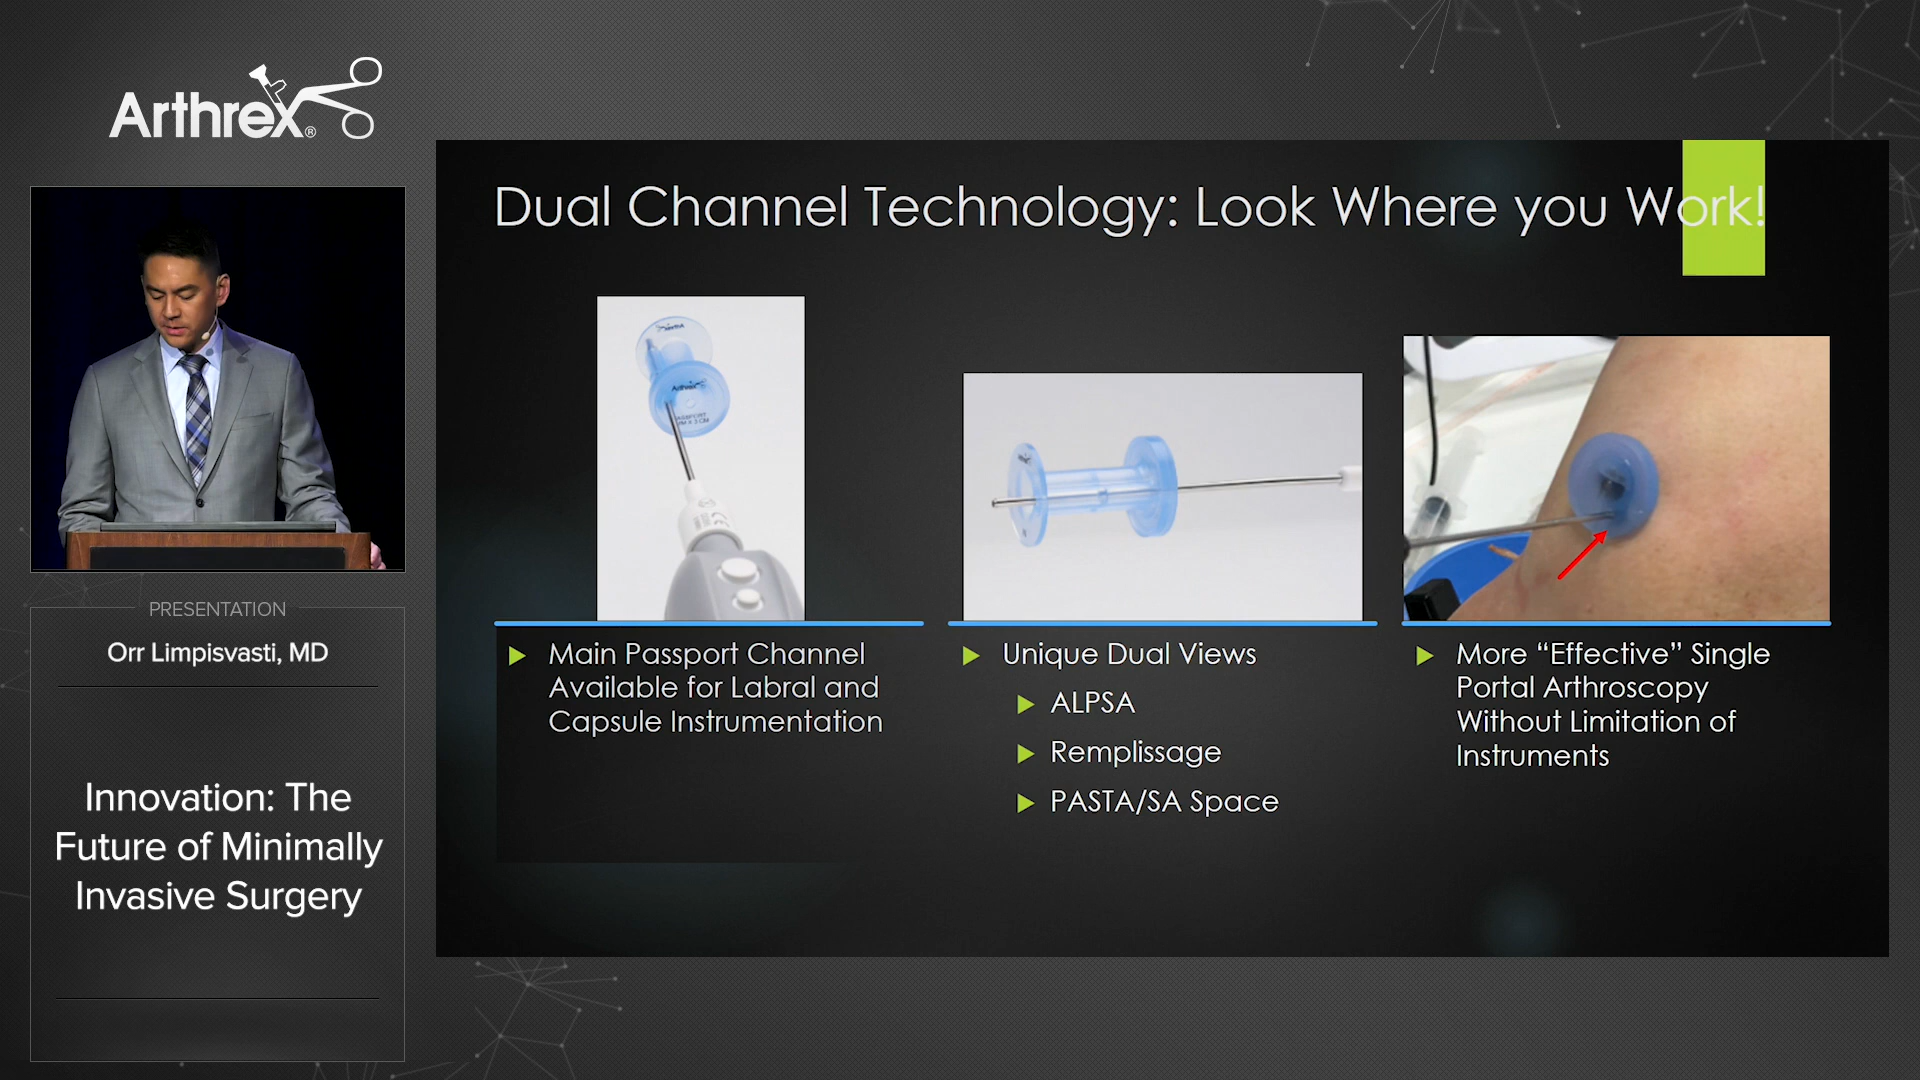 Arthrex®
PRESENTATION
Orr Limpisvasti, MD
Innovation: The
Future of Minimally
Invasive Surgery
Dual Channel Technology: Look Where you Work!
Arthrex
Main Passport Channel
Available for Labral and
Capsule Instrumentation
Unique Dual Views
ALPSA
Remplissage
PASTA/SA Space
More “Effective” Single
Portal Arthroscopy
Without Limitation of
Instruments